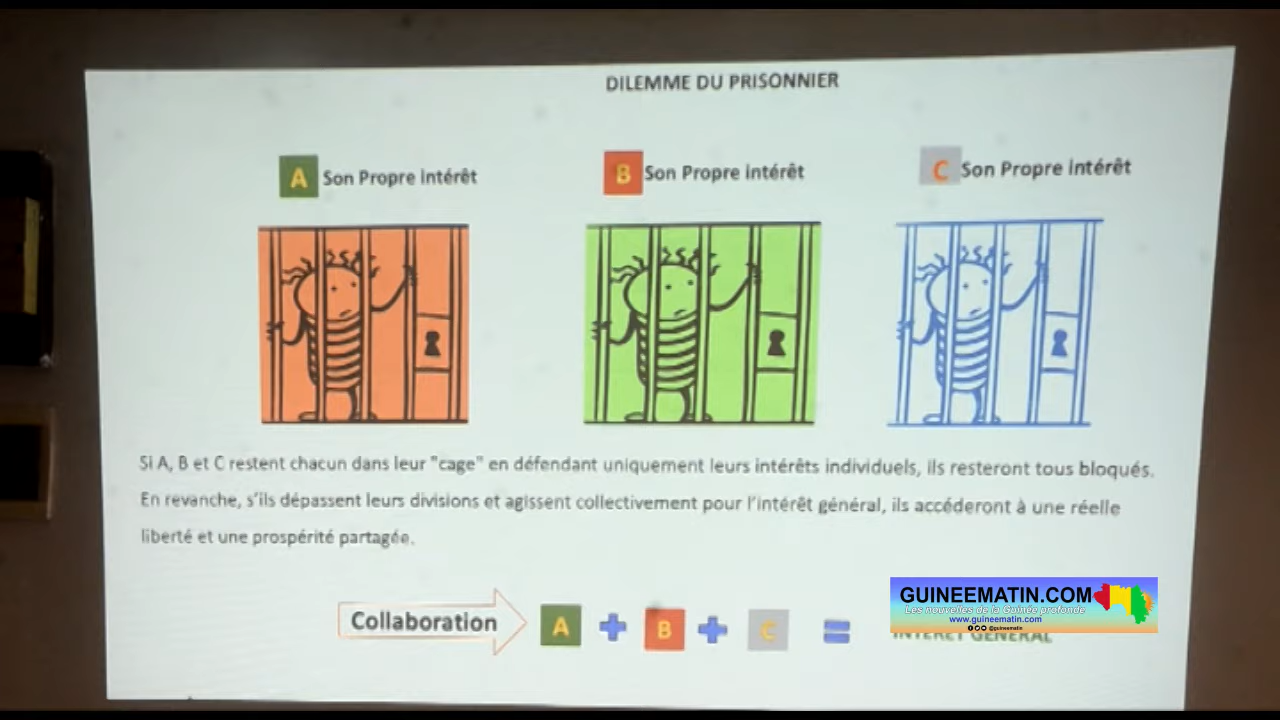 DILEMME DU PRISONNIER
A Son Propre intérêt
B Son Propre intérêt
C Son Propre intérêt
Si A, B et C restent chacun dans leur "cage" en défendant uniquement leurs intérêts individuels, ils resteront tous bloqués.
En revanche, s'ils dépassent leurs divisions et agissent collectivement pour l'intérêt général, ils accéderont à une réelle
liberté et une prospérité partagée.
Collaboration A + B + C =
INTERET GENERAL
GUINEEMATIN.COM
Les nouvelles de la Guinée profonde
www.guineematin.com
@guineematin